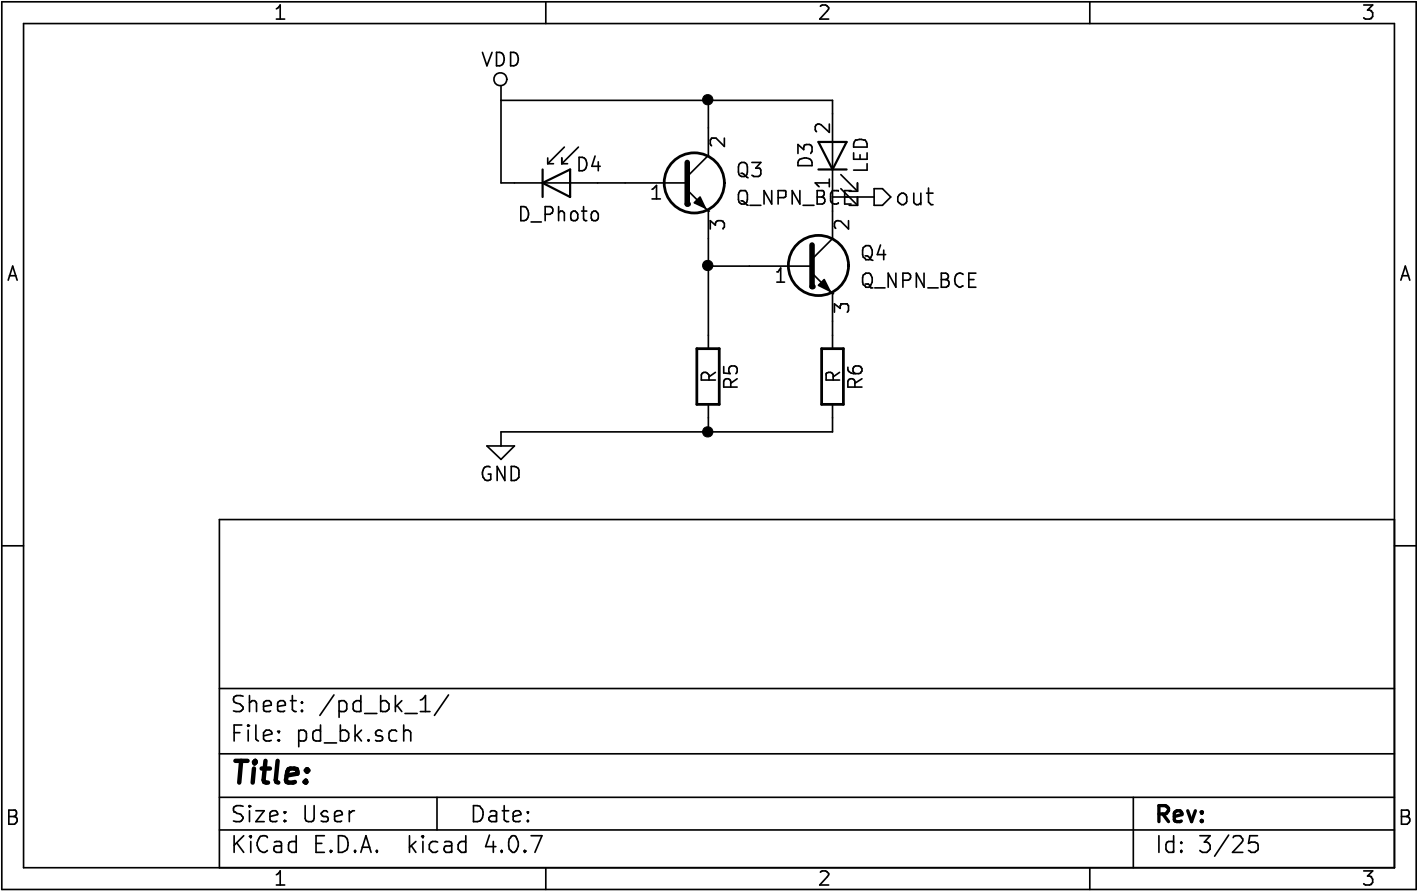 1 2 3
VDD
2
2
D3
LED
D4
Q3
1
1
Q_NPN_BCE
out
D_Photo
3
2
Q4
A
A
1
Q_NPN_BCE
3
R
R5
R
R6
GND
Sheet: /pd_bk_1/
File: pd_bk.sch
Title:
Size: User Date: Rev:
B
B
KiCad E.D.A. kicad 4.0.7 Id: 3/25
1 2 3